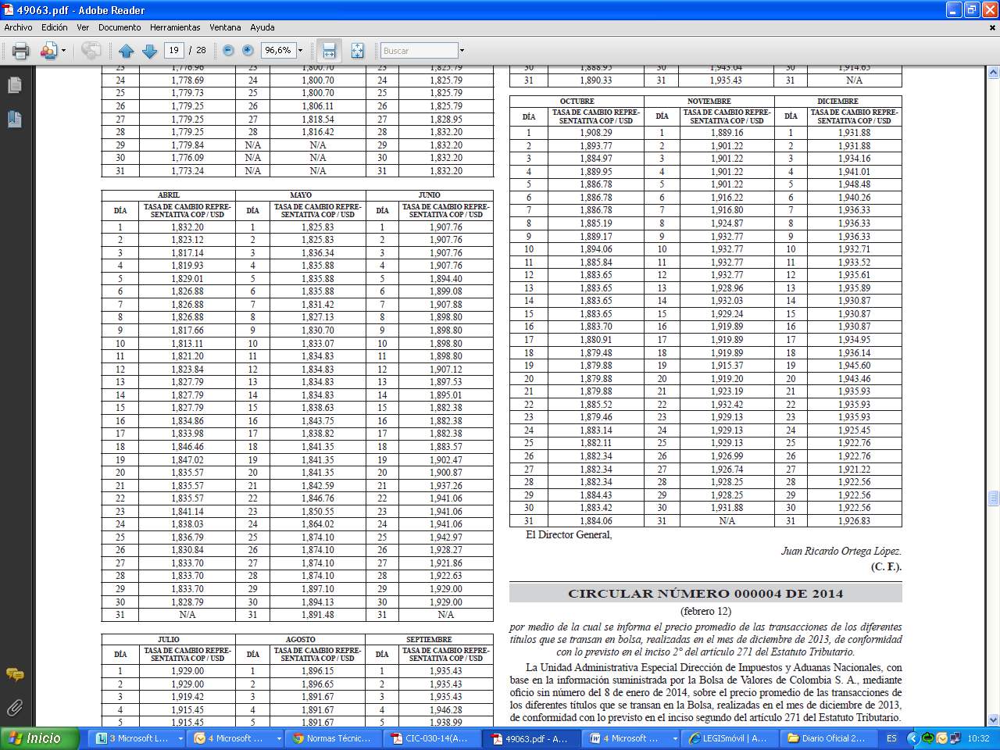 49063.pdf - Adobe Reader
Archivo Edición Ver Documento Herramientas Ventana Ayuda
19 / 28 96,6% Buscar
23 1,776.96 23 1,800.70 23 1,825.79
24 1,778.69 24 1,800.70 24 1,825.79
25 1,779.73 25 1,800.70 25 1,825.79
26 1,779.25 26 1,806.11 26 1,825.79
27 1,779.25 27 1,818.54 27 1,828.95
28 1,779.25 28 1,816.42 28 1,832.20
29 1,779.84 N/A N/A 29 1,832.20
30 1,776.09 N/A N/A 30 1,832.20
31 1,773.24 N/A N/A 31 1,832.20
ABRIL MAYO JUNIO
DÍA TASA DE CAMBIO REPRE- DÍA TASA DE CAMBIO REPRE- DÍA TASA DE CAMBIO REPRE-
SENTATIVA COP / USD SENTATIVA COP / USD SENTATIVA COP / USD
1 1,832.20 1 1,825.83 1 1,907.76
2 1,823.12 2 1,825.83 2 1,907.76
3 1,817.14 3 1,836.34 3 1,907.76
4 1,819.93 4 1,835.88 4 1,907.76
5 1,829.01 5 1,835.88 5 1,894.40
6 1,826.88 6 1,835.88 6 1,899.08
7 1,826.88 7 1,831.42 7 1,907.88
8 1,826.88 8 1,827.13 8 1,898.80
9 1,817.66 9 1,830.70 9 1,898.80
10 1,813.11 10 1,833.07 10 1,898.80
11 1,821.20 11 1,834.83 11 1,898.80
12 1,823.84 12 1,834.83 12 1,907.12
13 1,827.79 13 1,834.83 13 1,897.53
14 1,827.79 14 1,834.83 14 1,895.01
15 1,827.79 15 1,838.63 15 1,882.38
16 1,834.86 16 1,843.75 16 1,882.38
17 1,833.98 17 1,838.82 17 1,882.38
18 1,846.46 18 1,841.35 18 1,883.57
19 1,847.02 19 1,841.35 19 1,902.47
20 1,835.57 20 1,841.35 20 1,900.87
21 1,835.57 21 1,842.59 21 1,937.26
22 1,835.57 22 1,846.76 22 1,941.06
23 1,841.14 23 1,850.55 23 1,941.06
24 1,838.03 24 1,864.02 24 1,941.06
25 1,836.79 25 1,874.10 25 1,942.97
26 1,830.84 26 1,874.10 26 1,928.27
27 1,833.70 27 1,874.10 27 1,921.86
28 1,833.70 28 1,874.10 28 1,922.63
29 1,833.70 29 1,897.10 29 1,929.00
30 1,828.79 30 1,894.13 30 1,929.00
31 N/A 31 1,891.48 31 N/A
JULIO AGOSTO SEPTIEMBRE
DÍA TASA DE CAMBIO REPRE- DÍA TASA DE CAMBIO REPRE- DÍA TASA DE CAMBIO REPRE-
SENTATIVA COP / USD SENTATIVA COP / USD SENTATIVA COP / USD
1 1,929.00 1 1,896.15 1 1,935.43
2 1,929.00 2 1,896.65 2 1,935.43
3 1,919.42 3 1,891.67 3 1,935.43
4 1,915.45 4 1,891.67 4 1,946.28
5 1,915.45 5 1,891.67 5 1,938.99
30 1,888.95 30 1,943.04 30 1,914.65
31 1,890.33 31 1,935.43 31 N/A
OCTUBRE NOVIEMBRE DICIEMBRE
DÍA TASA DE CAMBIO REPRE- DÍA TASA DE CAMBIO REPRE- DÍA TASA DE CAMBIO REPRE-
SENTATIVA COP / USD SENTATIVA COP / USD SENTATIVA COP / USD
1 1,908.29 1 1,889.16 1 1,931.88
2 1,893.77 2 1,901.22 2 1,931.88
3 1,884.97 3 1,901.22 3 1,934.16
4 1,889.95 4 1,901.22 4 1,941.01
5 1,886.78 5 1,901.22 5 1,948.48
6 1,886.78 6 1,916.22 6 1,940.26
7 1,886.78 7 1,916.80 7 1,936.33
8 1,885.19 8 1,924.87 8 1,936.33
9 1,889.17 9 1,932.77 9 1,936.33
10 1,894.06 10 1,932.77 10 1,932.71
11 1,885.84 11 1,932.77 11 1,933.52
12 1,883.65 12 1,932.77 12 1,935.61
13 1,883.65 13 1,928.96 13 1,935.89
14 1,883.65 14 1,932.03 14 1,930.87
15 1,883.65 15 1,929.24 15 1,930.87
16 1,883.70 16 1,919.89 16 1,930.87
17 1,880.91 17 1,919.89 17 1,934.95
18 1,879.48 18 1,919.89 18 1,936.14
19 1,879.88 19 1,915.37 19 1,945.60
20 1,879.88 20 1,919.20 20 1,943.46
21 1,879.88 21 1,923.19 21 1,935.93
22 1,885.52 22 1,932.42 22 1,935.93
23 1,879.46 23 1,929.13 23 1,935.93
24 1,883.14 24 1,929.13 24 1,925.45
25 1,882.11 25 1,929.13 25 1,922.76
26 1,882.34 26 1,926.99 26 1,922.76
27 1,882.34 27 1,926.74 27 1,921.22
28 1,882.34 28 1,928.25 28 1,922.56
29 1,884.43 29 1,928.25 29 1,922.56
30 1,883.42 30 1,931.88 30 1,922.56
31 1,884.06 31 N/A 31 1,926.83
El Director General,
Juan Ricardo Ortega López.
(C. F.).
CIRCULAR NÚMERO 000004 DE 2014
(febrero 12)
por medio de la cual se informa el precio promedio de las transacciones de los diferentes
títulos que se transan en bolsa, realizadas en el mes de diciembre de 2013, de conformidad
con lo previsto en el inciso 2° del artículo 271 del Estatuto Tributario.
La Unidad Administrativa Especial Dirección de Impuestos y Aduanas Nacionales, con
base en la información suministrada por la Bolsa de Valores de Colombia S. A., mediante
oficio sin número del 8 de enero de 2014, sobre el precio promedio de las transacciones de
los diferentes títulos que se transan en la Bolsa, realizadas en el mes de diciembre de 2013,
de conformidad con lo previsto en el inciso segundo del artículo 271 del Estatuto Tributario.
Inicio 3 Microsoft L... 4 Microsoft ... Normas Técnic... CIC-030-14(A... 49063.pdf - A... 4 Microsoft ... LEGISmóvil | A... Diario Oficial 2... ES 10:32